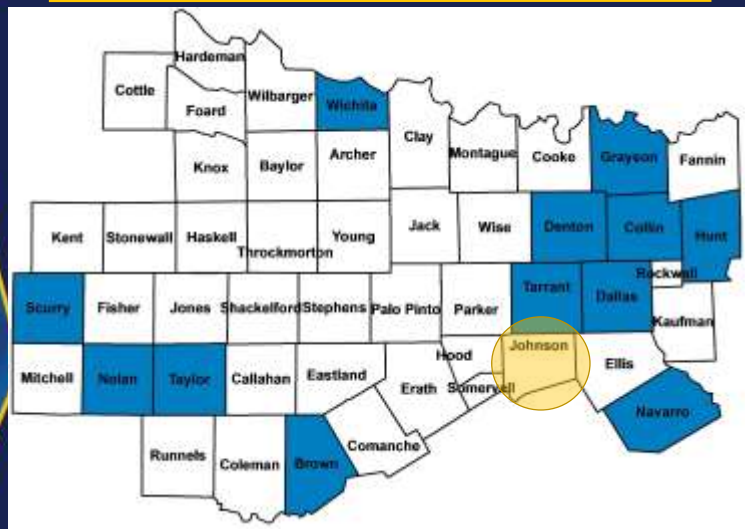 Hardeman
Cottle
Foard
Wilbarger
Wichita
Clay
Montague
Cooke
Grayson
Fannin
Knox
Baylor
Archer
Kent
Stonewall
Haskell
Throckmorton
Young
Jack
Wise
Denton
Collin
Hunt
Rockwall
Scurry
Fisher
Jones
Shackelford
Stephens
Palo Pinto
Parker
Tarrant
Dallas
Kaufman
Mitchell
Nolan
Taylor
Callahan
Eastland
Erath
Hood
Somervell
Johnson
Ellis
Navarro
Runnels
Coleman
Brown
Comanche